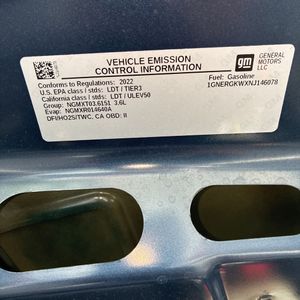 VEHICLE EMISSION
CONTROL INFORMATION
gm
GENERAL
MOTORS
LLC
Conforms to Regulations: 2022
U.S. EPA class / stds: LDT / TIER3
California class / stds: LDT / ULEV50
Group: NGMXT03.6151 3.6L
Evap: NGMXR014640A
DFI/HO2S/TWC, CA OBD: II
Fuel: Gasoline
1GNERGKWXNJ146078